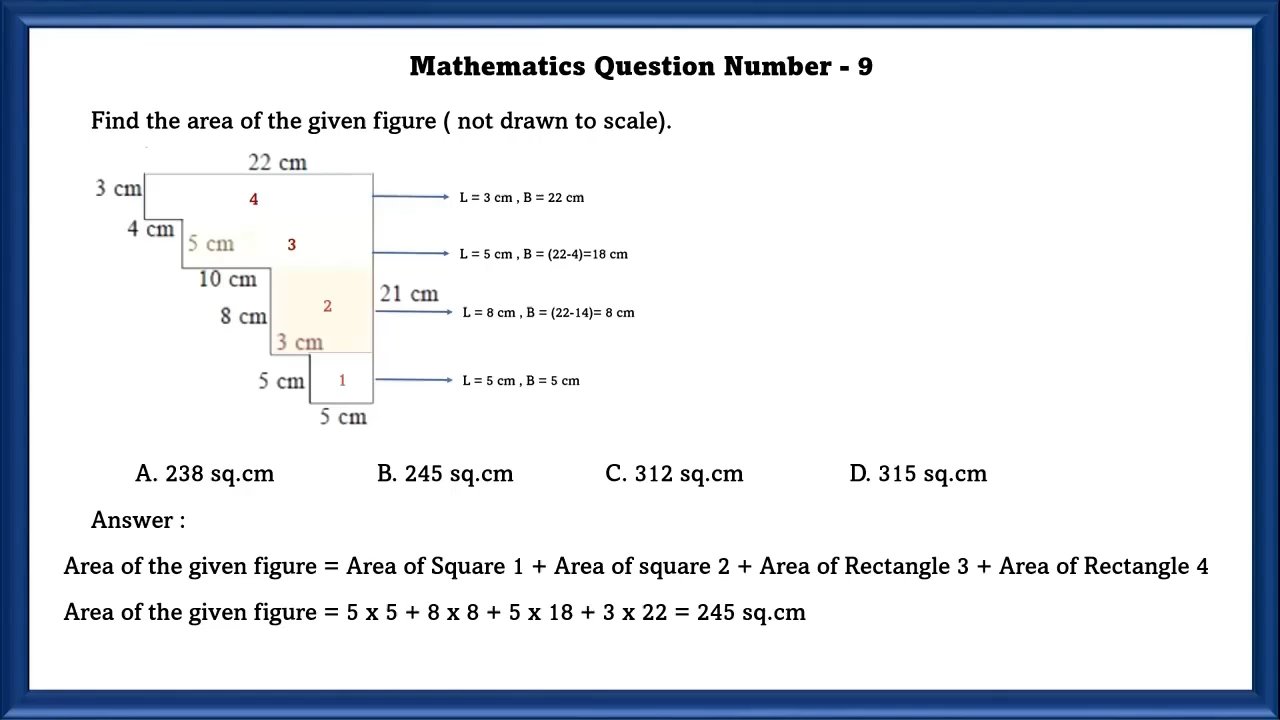 Mathematics Question Number - 9
Find the area of the given figure ( not drawn to scale).
22 cm
3 cm
4
L = 3 cm , B = 22 cm
4 cm
5 cm
3
L = 5 cm , B = (22-4)=18 cm
10 cm
21 cm
8 cm
2
L = 8 cm , B = (22-14)= 8 cm
3 cm
5 cm
1
L = 5 cm , B = 5 cm
5 cm
A. 238 sq.cm B. 245 sq.cm C. 312 sq.cm D. 315 sq.cm
Answer :
Area of the given figure = Area of Square 1 + Area of square 2 + Area of Rectangle 3 + Area of Rectangle 4
Area of the given figure = 5 x 5 + 8 x 8 + 5 x 18 + 3 x 22 = 245 sq.cm